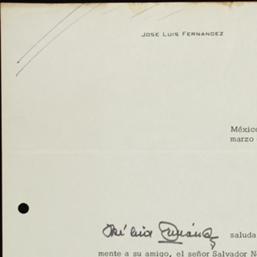 JOSE LUIS FERNANDEZ
México
marzo
José Luis Fernández saluda
mente a su amigo, el señor Salvador N